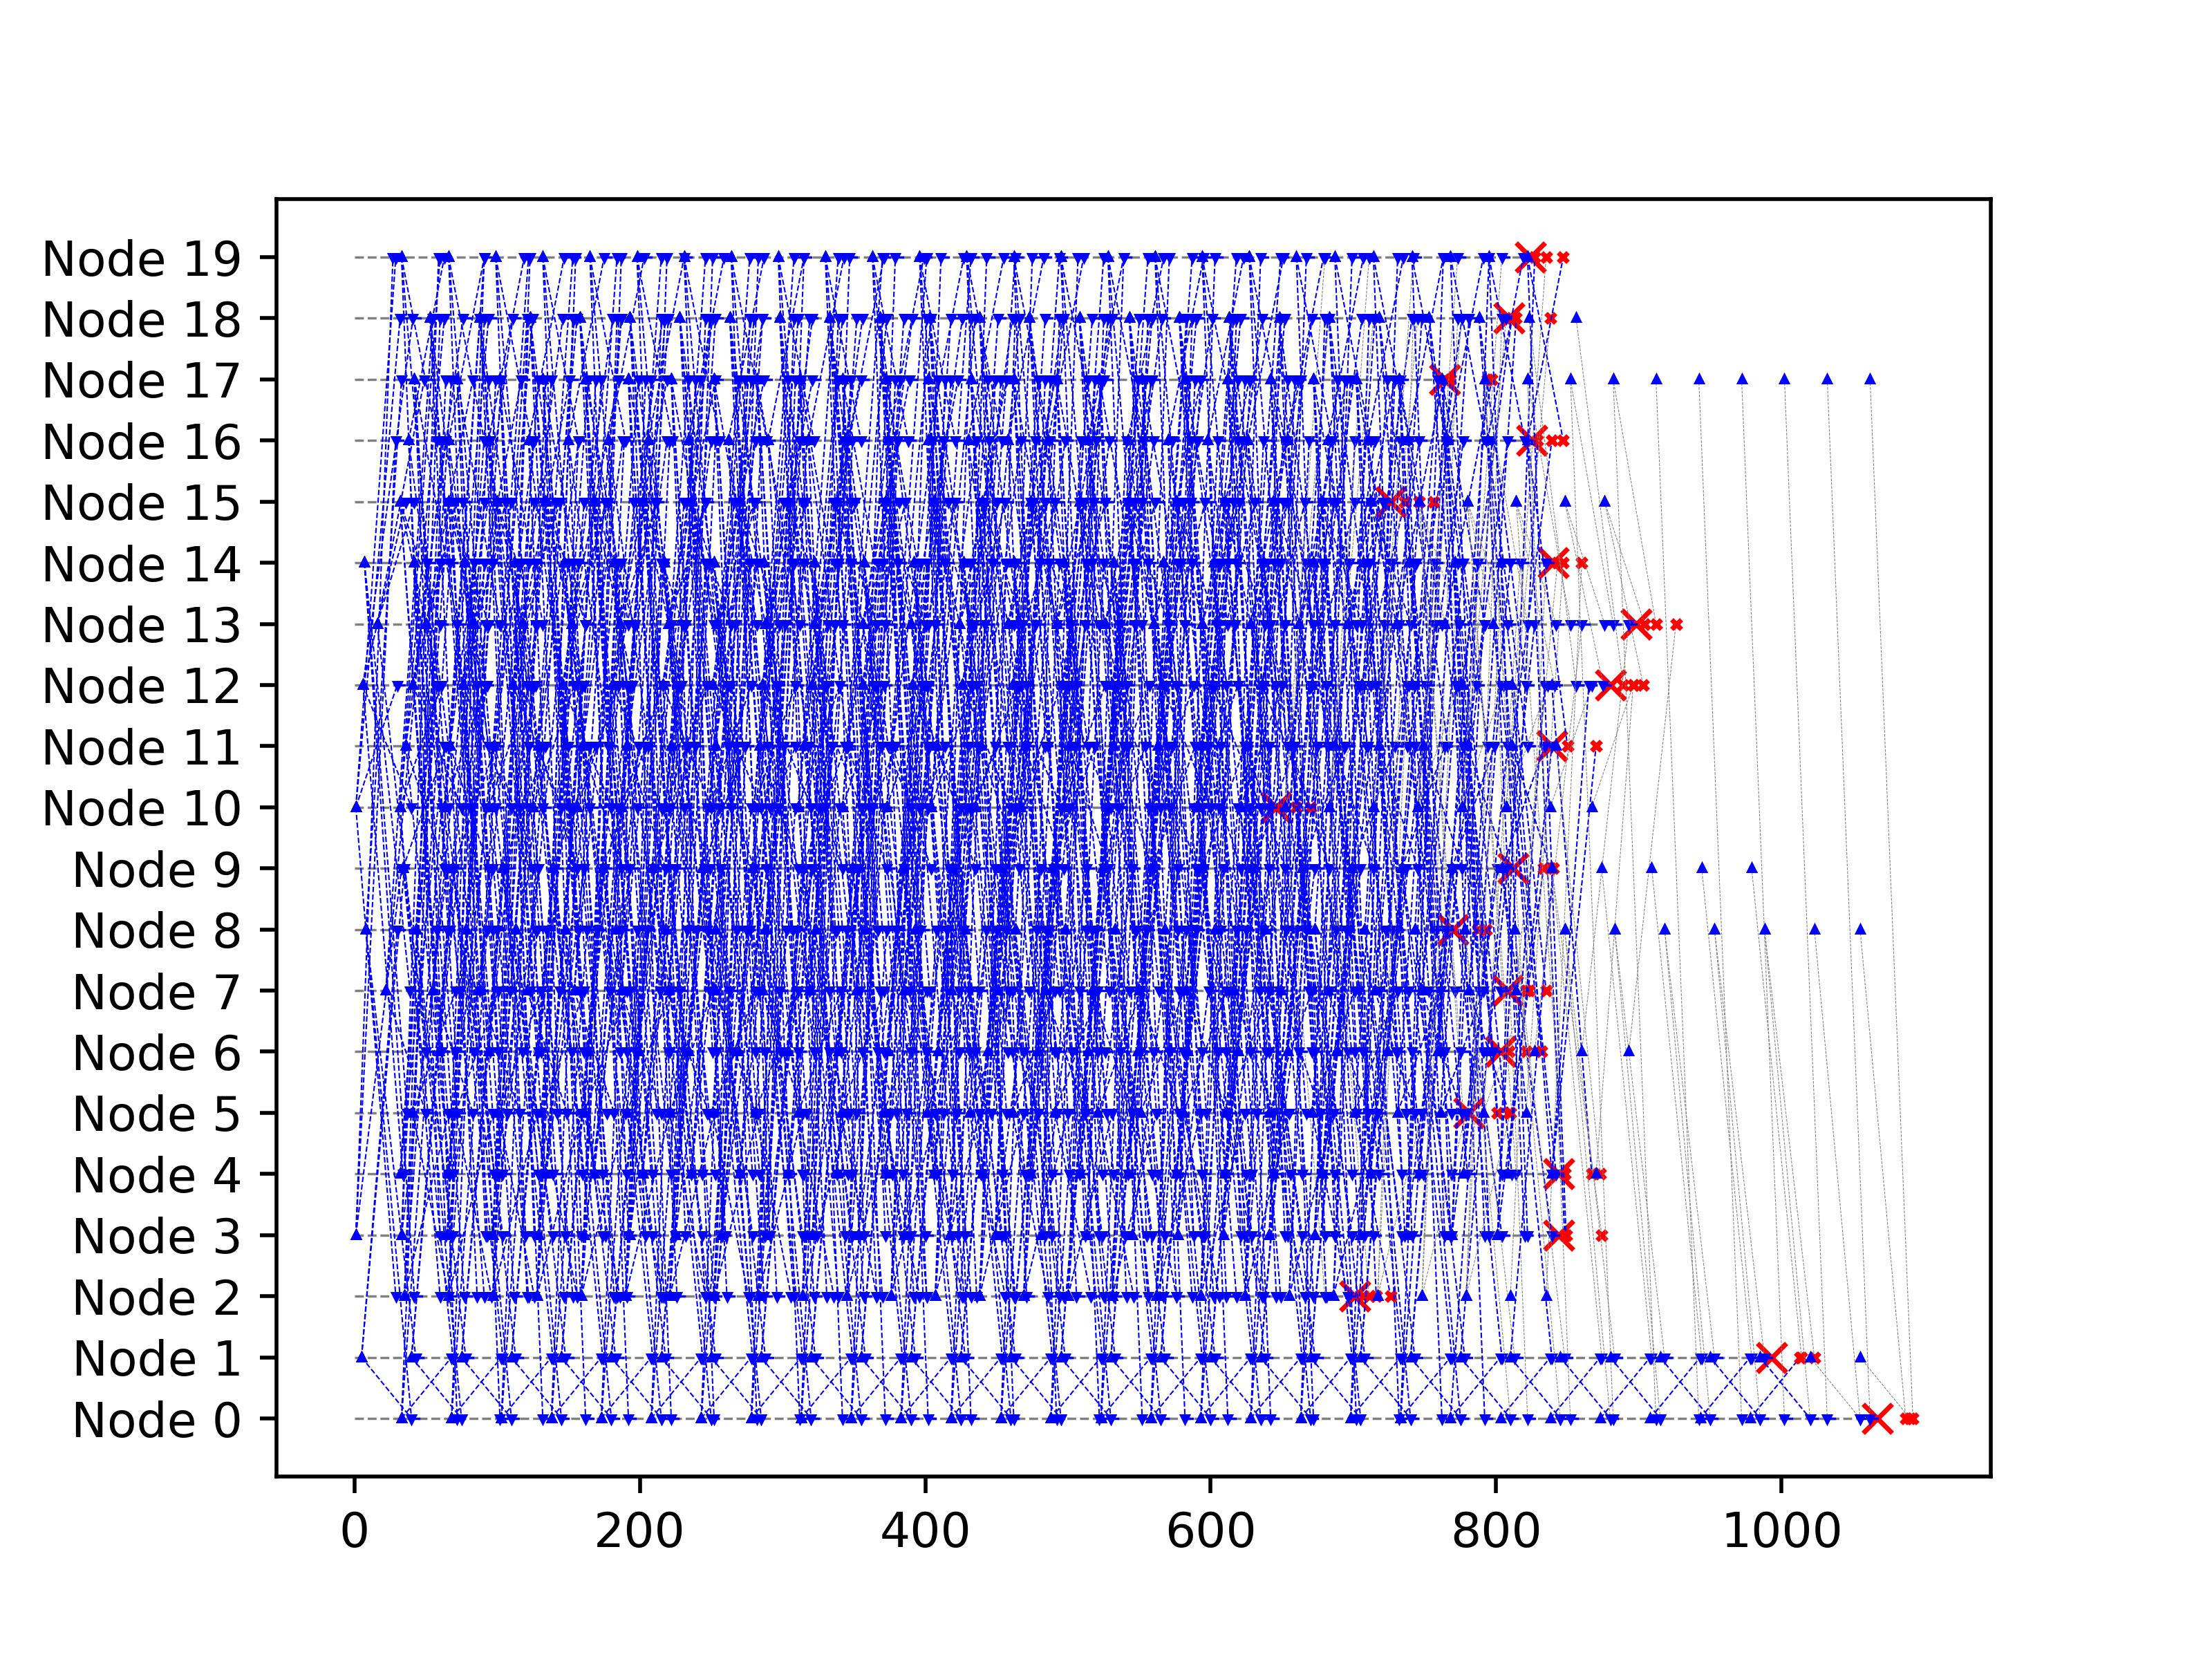 Node 19
Node 18
Node 17
Node 16
Node 15
Node 14
Node 13
Node 12
Node 11
Node 10
Node 9
Node 8
Node 7
Node 6
Node 5
Node 4
Node 3
Node 2
Node 1
Node 0
0 200 400 600 800 1000